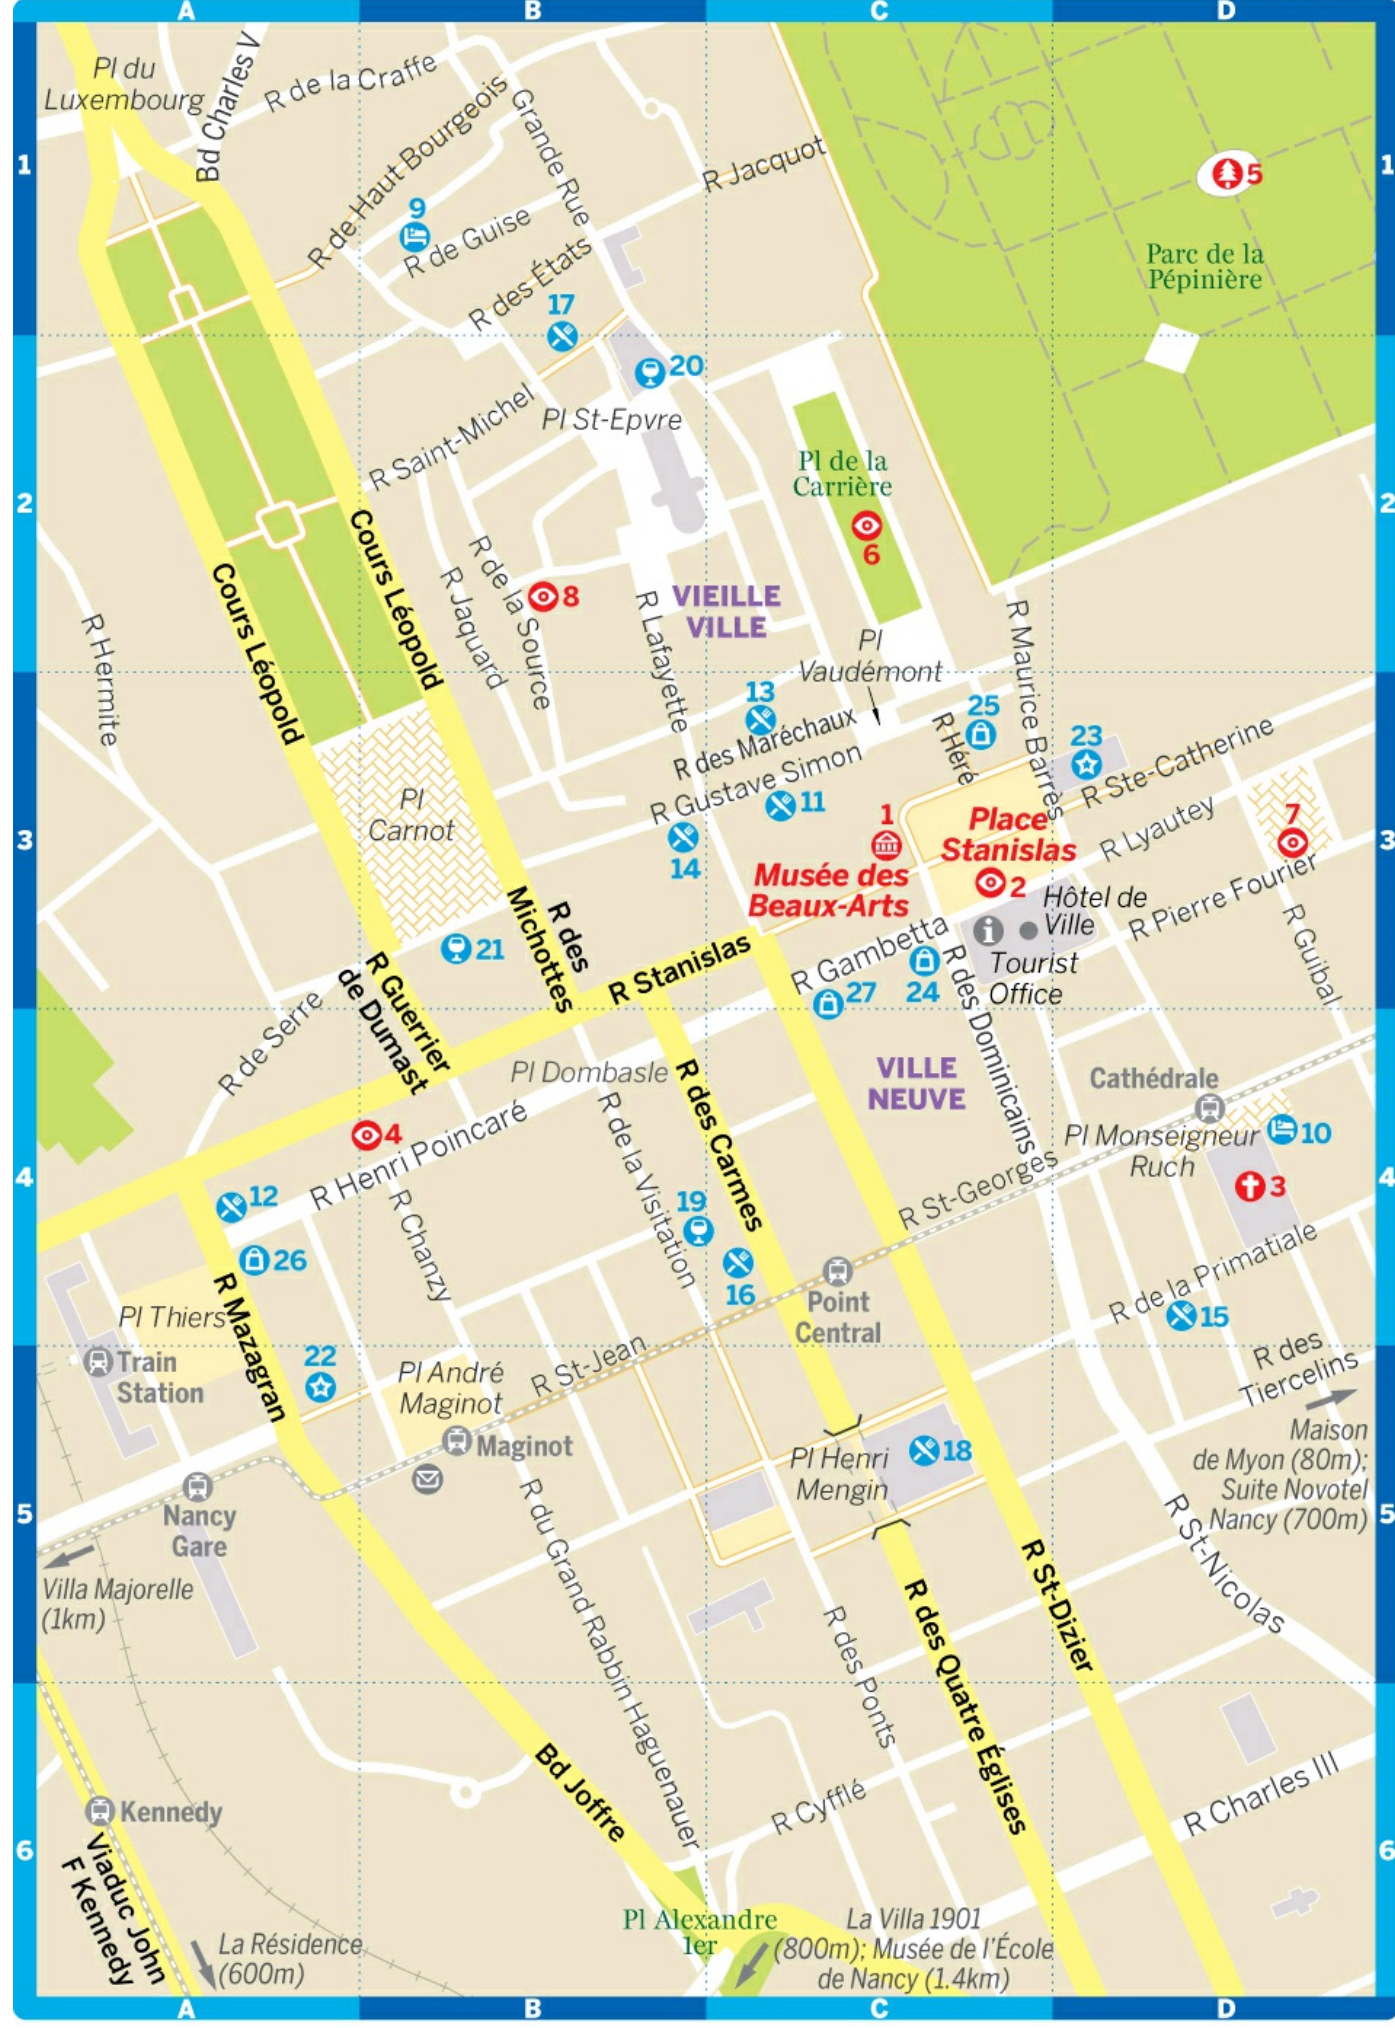 A
B
C
D
Pl du
Luxembourg
Bd Charles V
R de la Craffe
R de Haut Bourgeois
Grande Rue
R Jacquot
1
1
5
9
R de Guise
R des États
Parc de la
Pépinière
17
20
Pl St-Epvre
R Saint-Michel
Pl de la
Carrière
6
2
2
Cours Léopold
Cours Léopold
R Jaquard
R de la Source
8
R Lafayette
VIEILLE
VILLE
R Hermite
Pl
Vaudémont
R Maurice Barrès
13
R des Maréchaux
R Gustave Simon
25
R Héré
23
R Ste-Catherine
Pl
Carnot
11
14
1
Musée des
Beaux-Arts
Place
Stanislas
2
R Lyautey
7
3
3
R Pierre Fourier
Hôtel de
Ville
Tourist
Office
R Guibal
21
R des
Michottes
R Stanislas
R Gambetta
27
24
R des Dominicains
R Guerrier
de Dumast
R de Serre
Pl Dombasle
R des Carmes
VILLE
NEUVE
Cathédrale
Pl Monseigneur
Ruch
10
3
4
R Henri Poincaré
R de la Visitation
4
4
12
26
R Chanzy
19
16
R St-Georges
Point
Central
R de la Primatiale
15
Pl Thiers
R Mazagran
Train
Station
22
Pl André
Maginot
R St-Jean
Maginot
R des
Tiercelins
Maison
de Myon (80m);
Suite Novotel
Nancy (700m)
Pl Henri
Mengin
18
Nancy
Gare
5
5
Villa Majorelle
(1km)
R du Grand Rabbin Haguenauer
R des Ponts
R des Quatre Églises
R St-Dizier
R St-Nicolas
Bd Joffre
R Cyfflé
R Charles III
Kennedy
6
6
Viaduc John
F Kennedy
La Résidence
(600m)
Pl Alexandre
1er
La Villa 1901
(800m); Musée de l'École
de Nancy (1.4km)
A
B
C
D